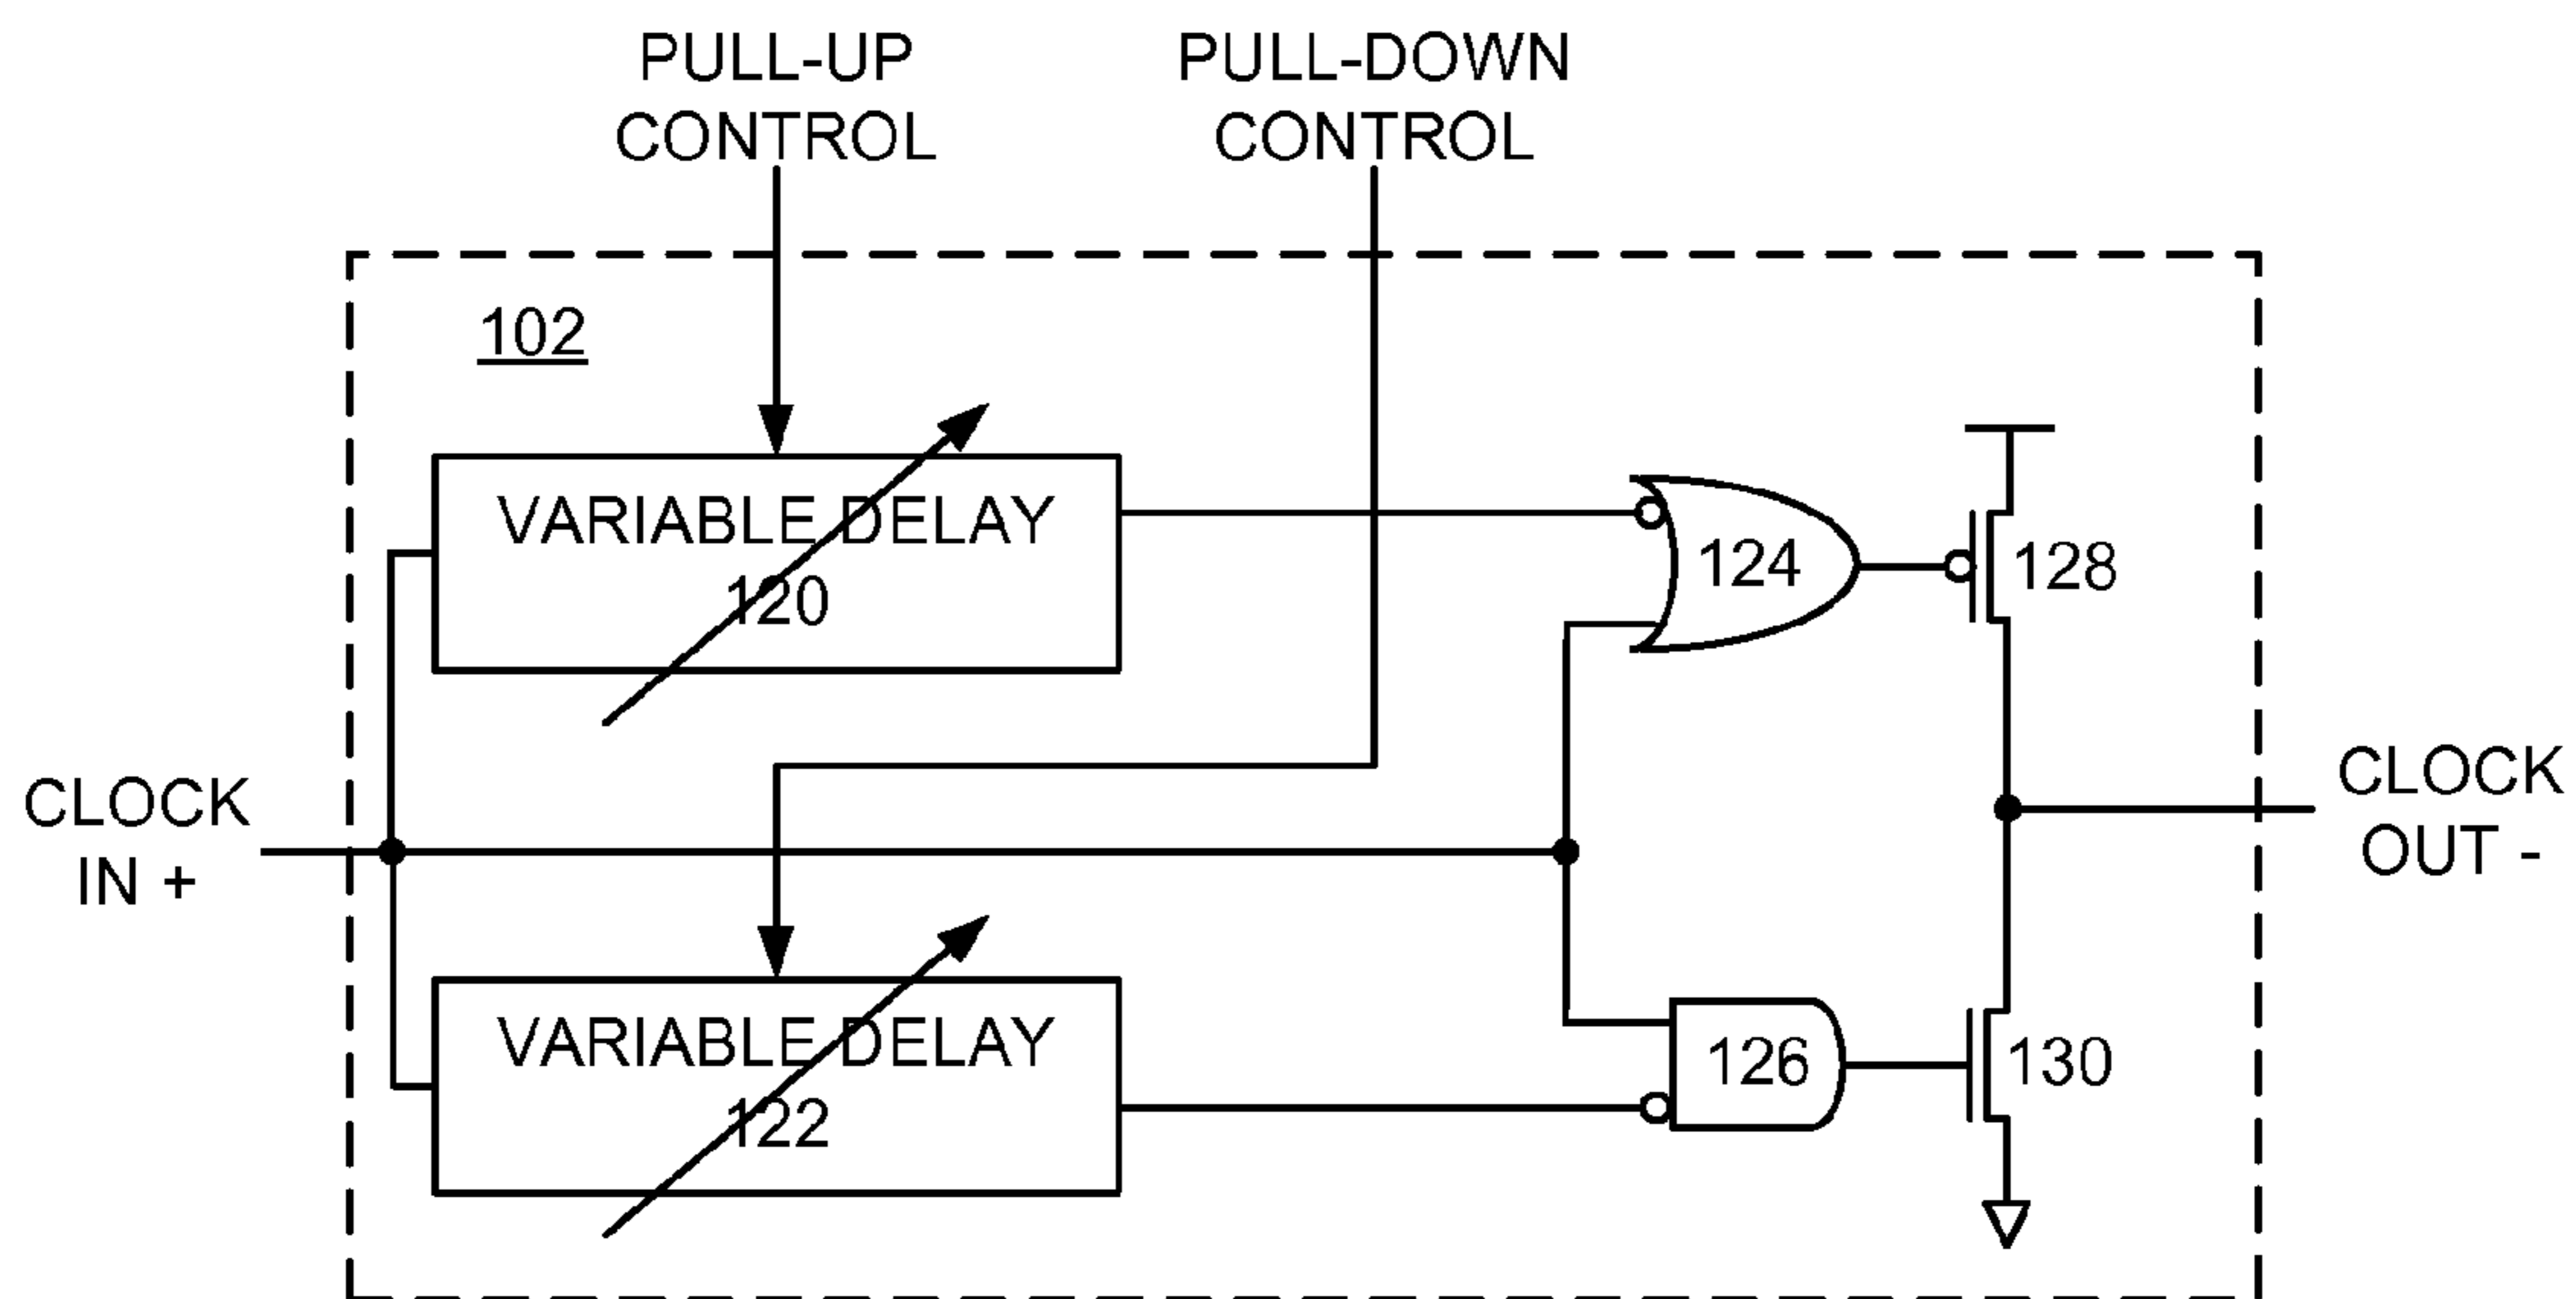 PULL-UP
CONTROL
PULL-DOWN
CONTROL
102
VARIABLE DELAY
120
124
128
CLOCK
IN +
CLOCK
OUT -
VARIABLE DELAY
122
126
130